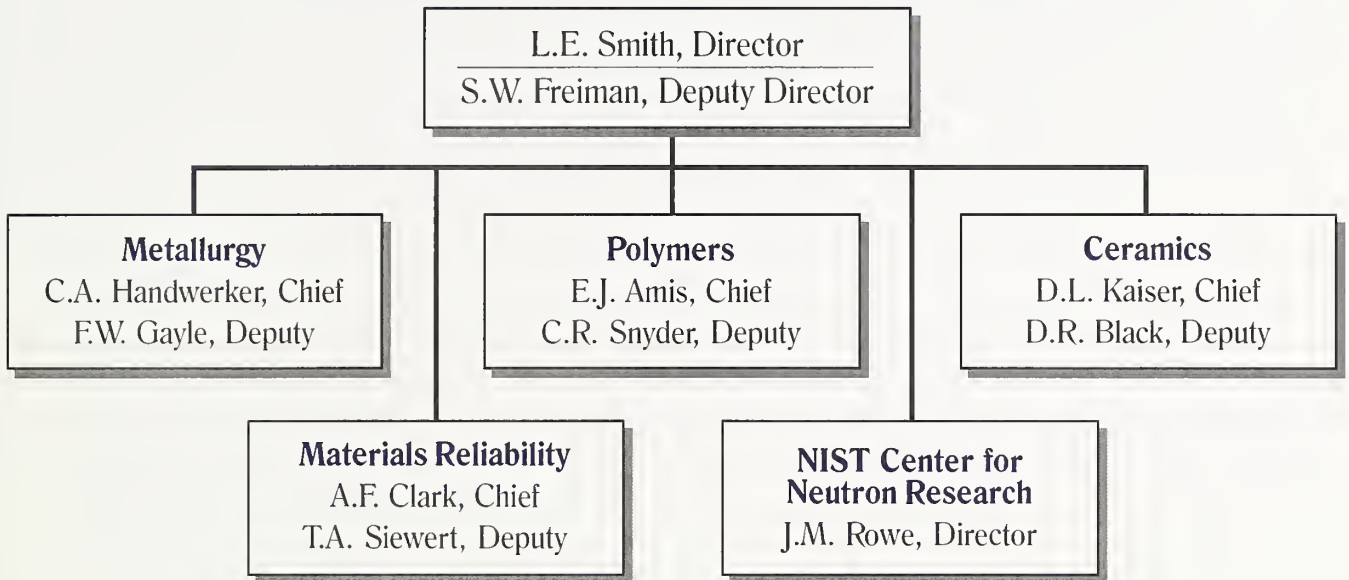 L.E. Smith, Director
S.W. Freiman, Deputy Director
Metallurgy
C.A. Handwerker, Chief
F.W. Gayle, Deputy
Polymers
E.J. Amis, Chief
C.R. Snyder, Deputy
Ceramics
D.L. Kaiser, Chief
D.R. Black, Deputy
Materials Reliability
A.F. Clark, Chief
T.A. Siewert, Deputy
NIST Center for
Neutron Research
J.M. Rowe, Director